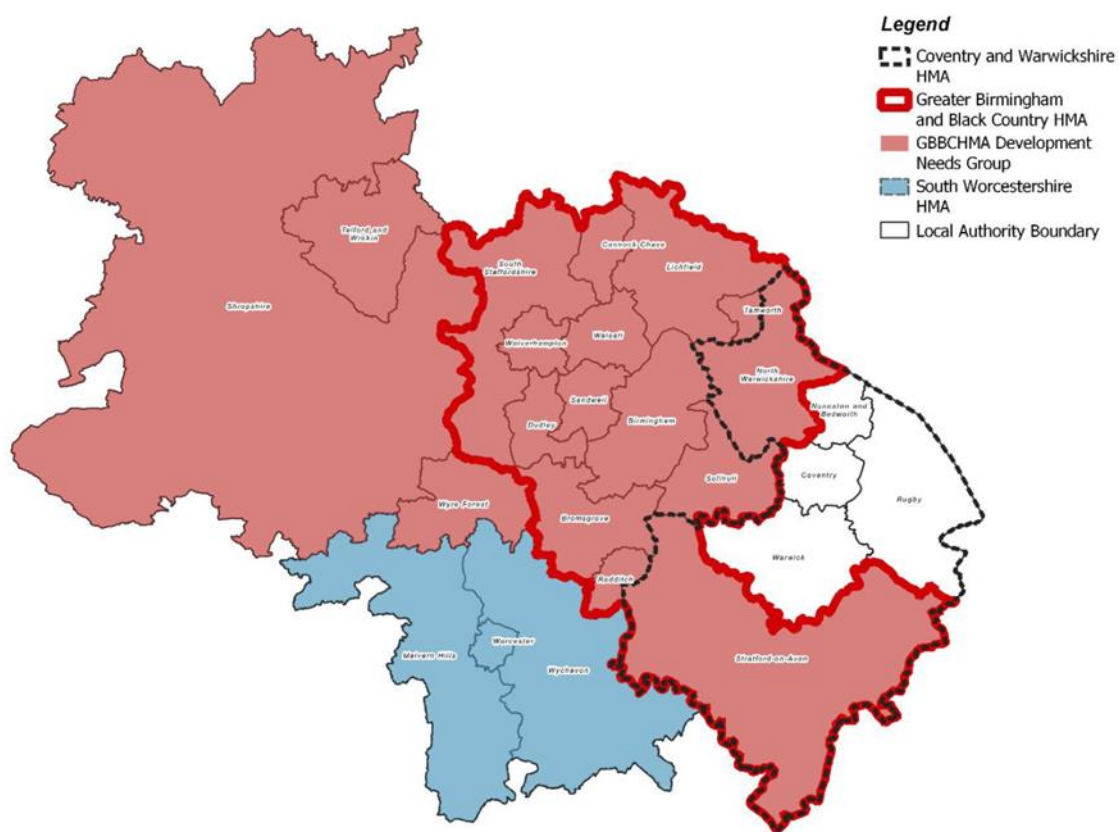 Legend
Coventry and Warwickshire
HMA
Greater Birmingham
and Black Country HMA
GBBCHMA Development
Needs Group
South Worcestershire
HMA
Local Authority Boundary
Telford and
Wrekin
Shropshire
South
Staffordshire
Cannock Chase
Lichfield
Tamworth
Wolverhampton
Walsall
North
Warwickshire
Sandwell
Dudley
Birmingham
Nuneaton and
Bedworth
Solihull
Coventry
Rugby
Wyre Forest
Bromsgrove
Warwick
Redditch
Worcester
Malvern Hills
Wychavon
Stratford-on-Avon